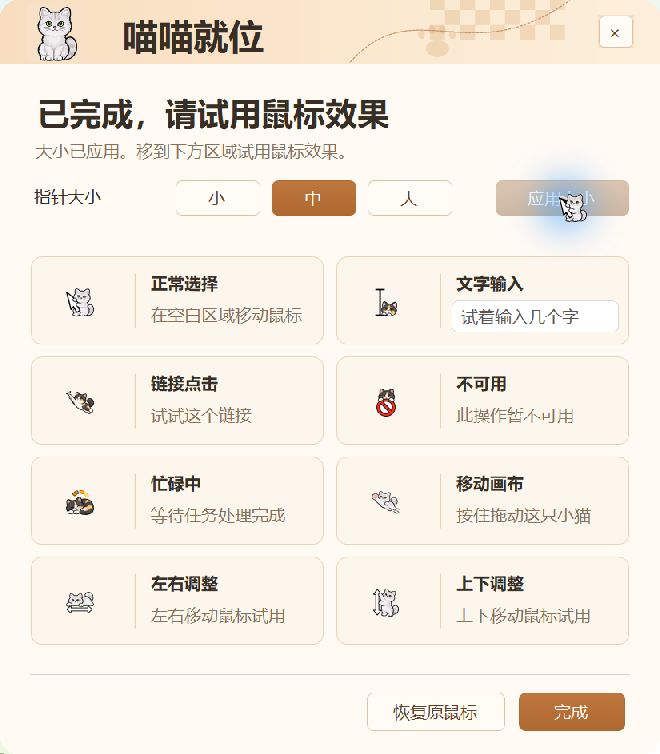 喵喵就位
×
已完成，请试用鼠标效果
大小已应用。移到下方区域试用鼠标效果。
指针大小
小
中
大
应用大小
正常选择
在空白区域移动鼠标
文字输入
试着输入几个字
链接点击
试试这个链接
不可用
此操作暂不可用
忙碌中
等待任务处理完成
移动画布
按住拖动这只小猫
左右调整
左右移动鼠标试用
上下调整
上下移动鼠标试用
恢复原鼠标
完成